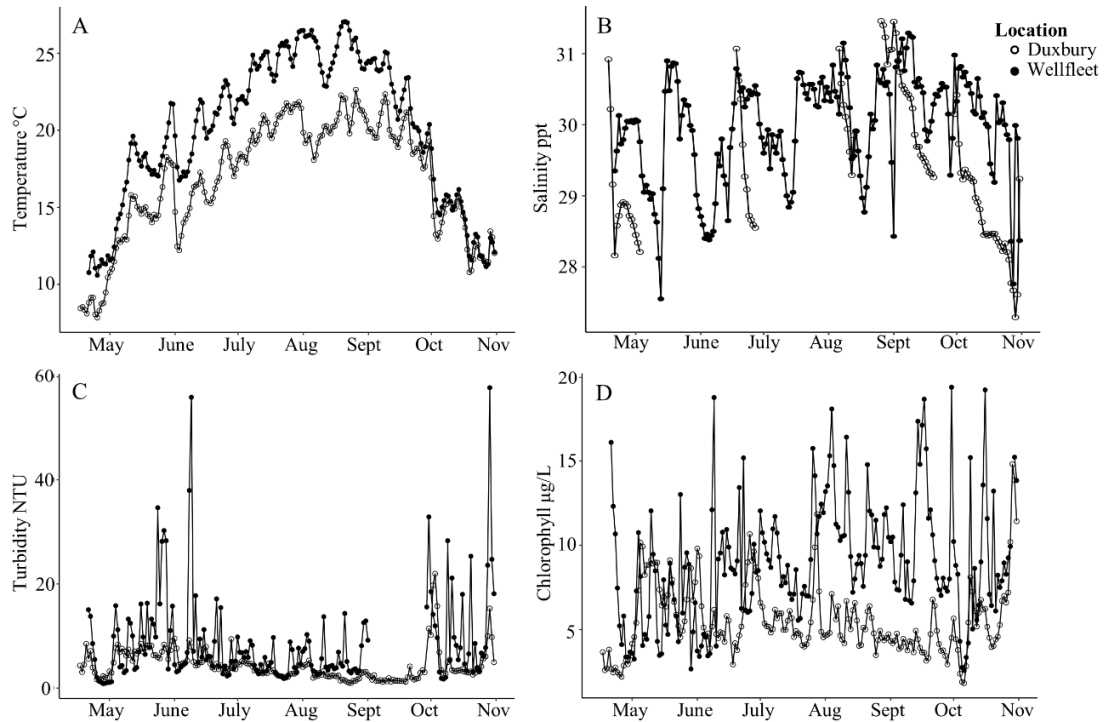 A
25
20
15
10
Temperature °C
May June July Aug Sept Oct Nov
B
31
30
29
28
Salinity ppt
May June July Aug Sept Oct Nov
Location
Duxbury
Wellfleet
C
60
40
20
0
Turbidity NTU
May June July Aug Sept Oct Nov
D
20
15
10
5
Chlorophyll µg/L
May June July Aug Sept Oct Nov